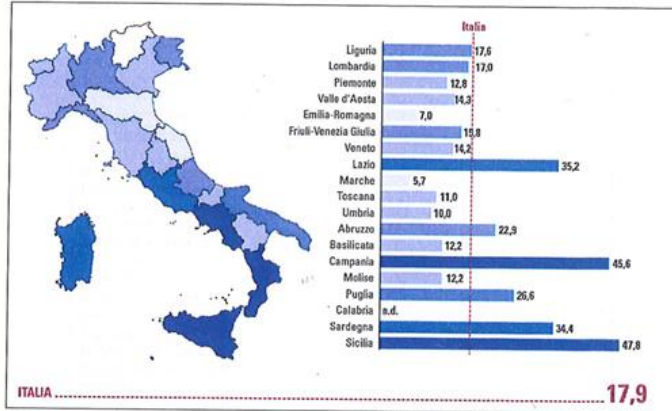 Italia
Liguria 17,6
Lombardia 17,0
Piemonte 12,8
Valle d'Aosta 14,3
Emilia-Romagna 7,0
Friuli-Venezia Giulia 15,8
Veneto 14,2
Lazio 35,2
Marche 5,7
Toscana 11,0
Umbria 10,0
Abruzzo 22,9
Basilicata 12,2
Campania 45,6
Molise 12,2
Puglia 26,6
Calabria n.d.
Sardegna 34,4
Sicilia 47,8
ITALIA 17,9